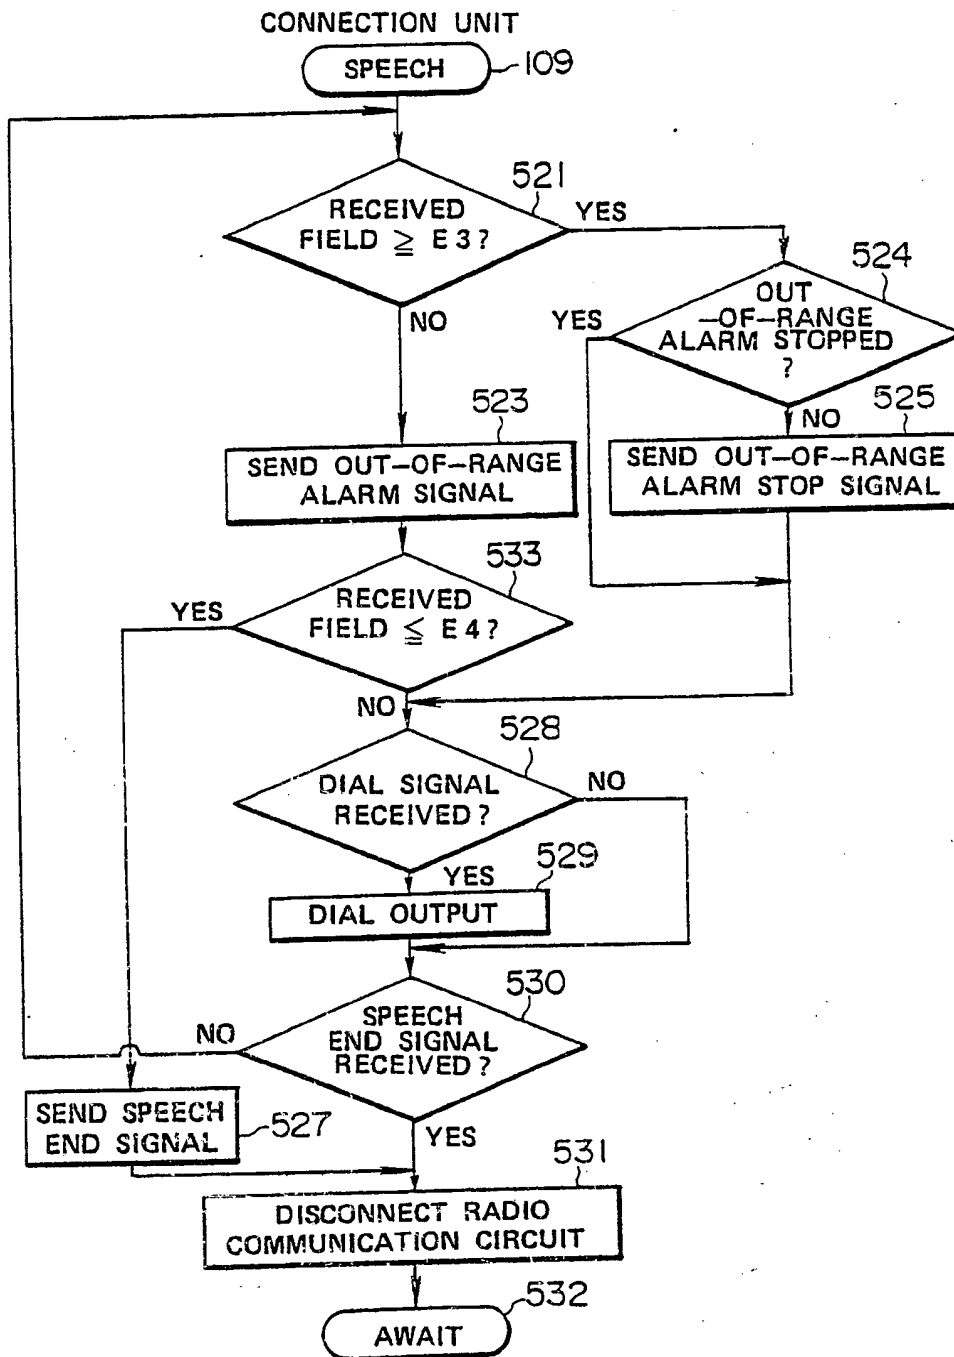 CONNECTION UNIT
SPEECH
109
RECEIVED
FIELD ≧ E3?
521
YES
NO
OUT
-OF-RANGE
ALARM STOPPED
?
524
YES
NO
523
SEND OUT-OF-RANGE
ALARM SIGNAL
525
SEND OUT-OF-RANGE
ALARM STOP SIGNAL
533
RECEIVED
FIELD ≦ E4?
YES
NO
528
DIAL SIGNAL
RECEIVED?
NO
YES
529
DIAL OUTPUT
530
SPEECH
END SIGNAL
RECEIVED?
NO
YES
SEND SPEECH
END SIGNAL
527
531
DISCONNECT RADIO
COMMUNICATION CIRCUIT
532
AWAIT